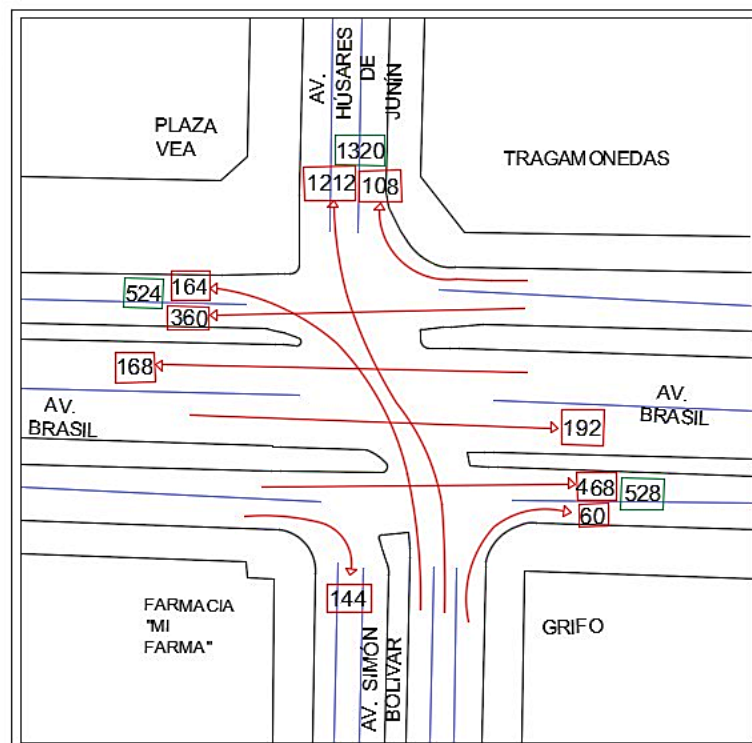 AV.
HÚSARES
DE
JUNÍN
PLAZA
VEA
1320
TRAGAMONEDAS
1212
108
524
164
360
168
AV.
BRASIL
AV.
BRASIL
192
468
528
60
144
FARMACIA
"MI
FARMA"
AV. SIMÓN
BOLIVAR
GRIFO